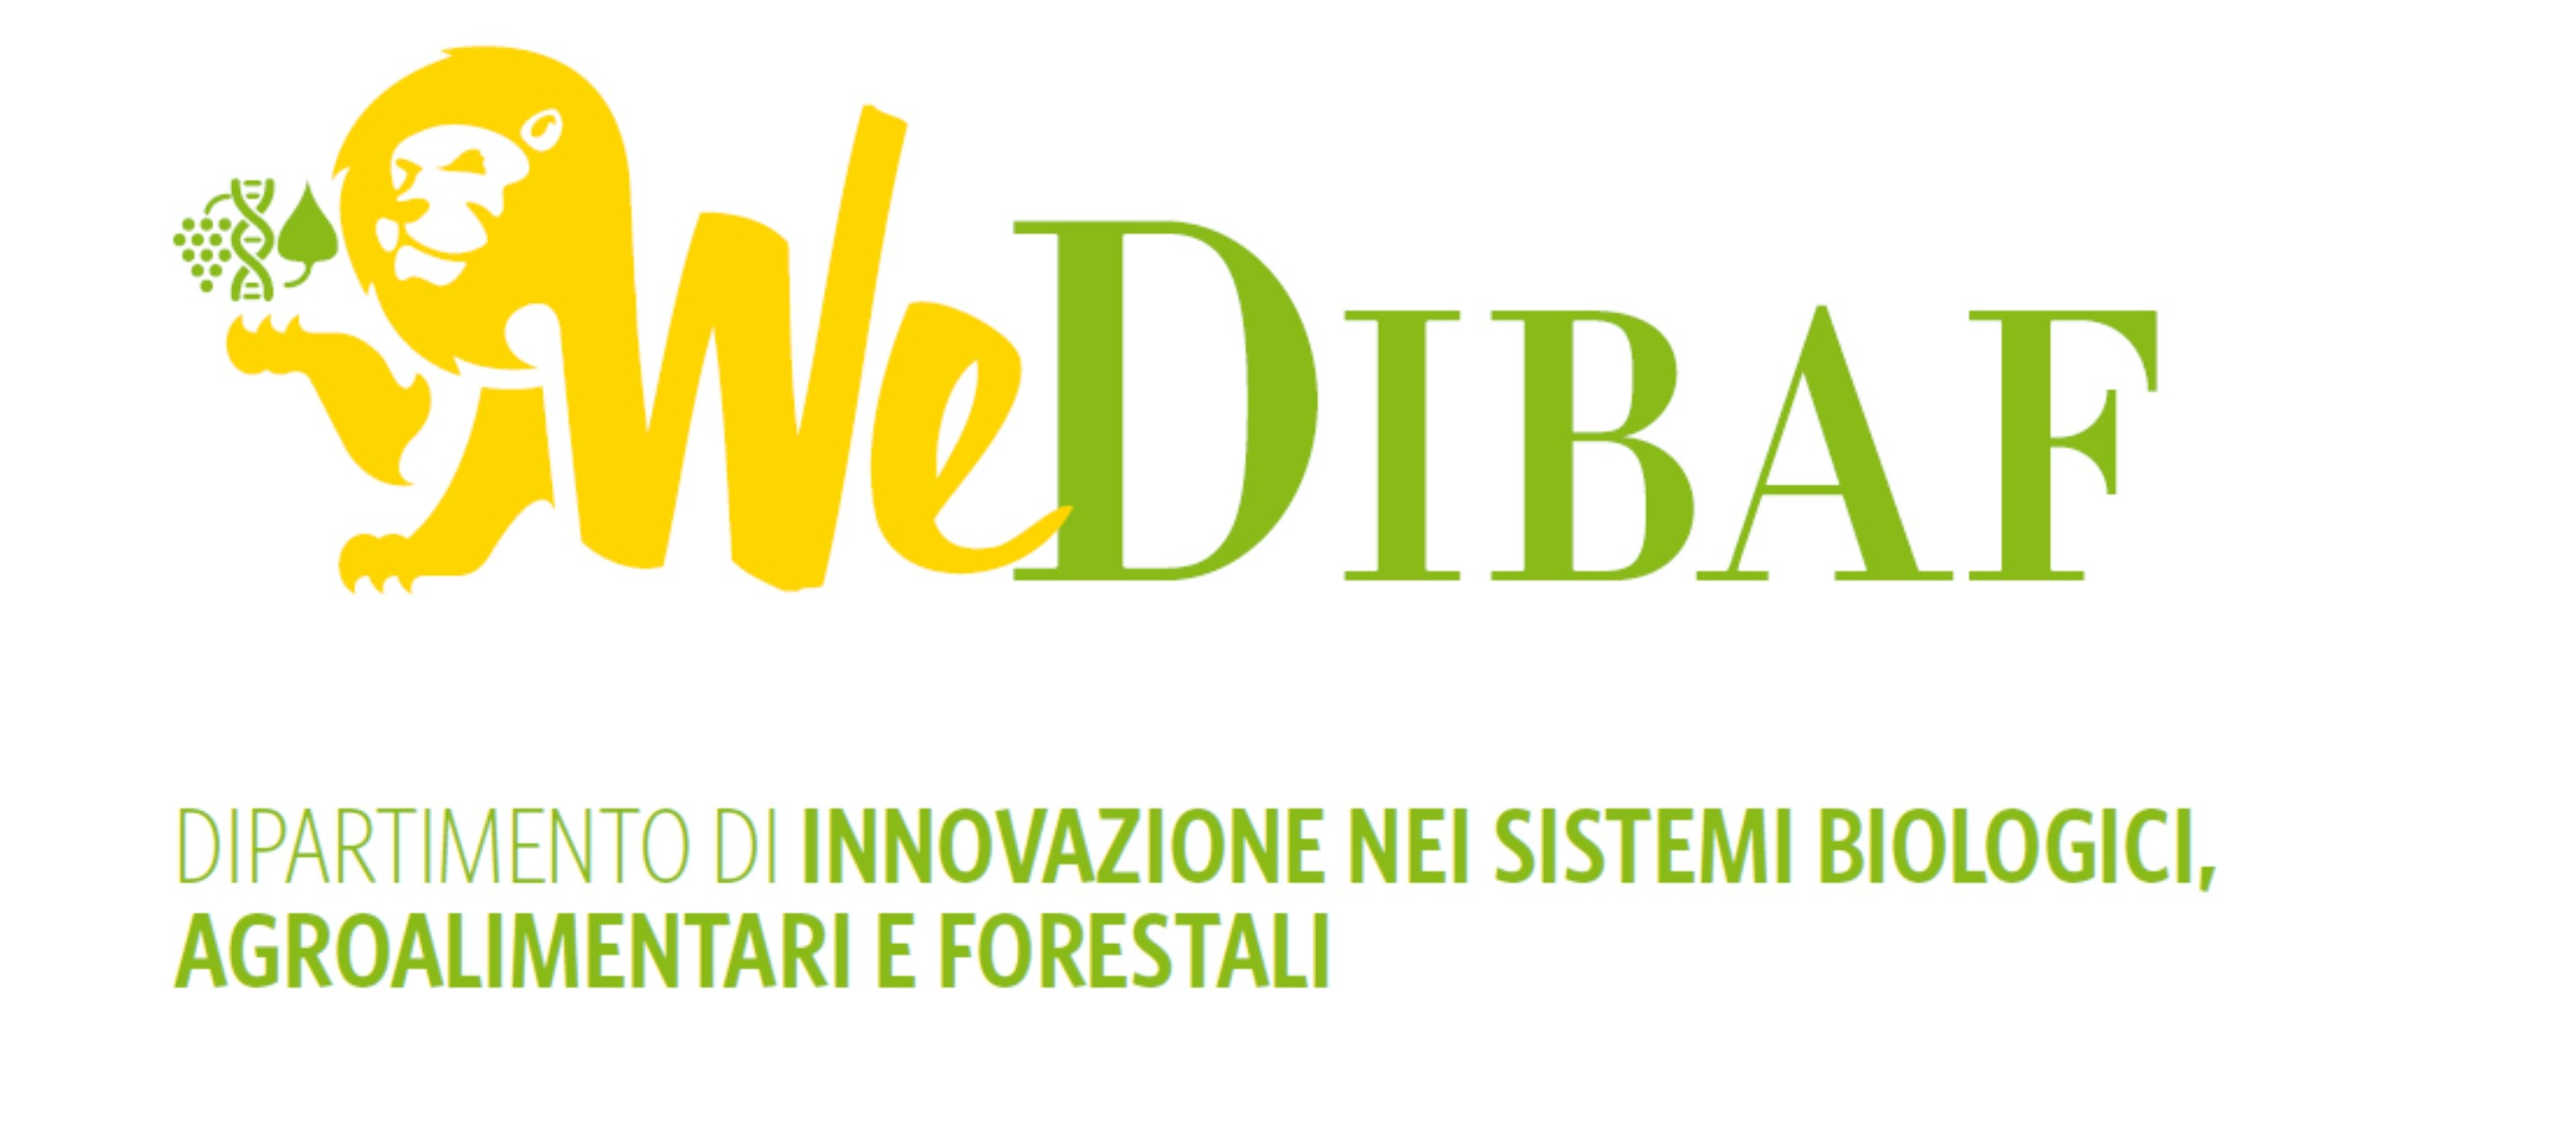 WeDIBAF
DIPARTIMENTO DI INNOVAZIONE NEI SISTEMI BIOLOGICI,
AGROALIMENTARI E FORESTALI